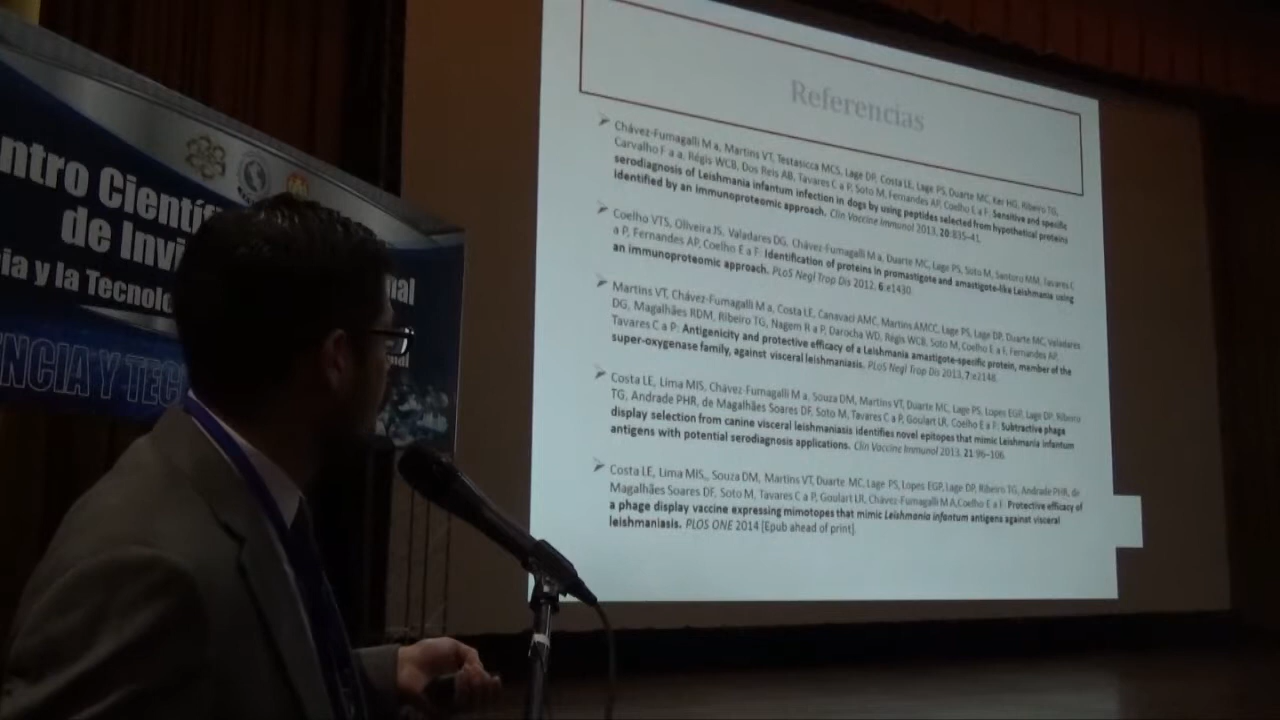 ntro Científi
de Inv
nal
ia y la Tecnolo
ENCIA Y TEC
Referencias
Chávez-Fumagalli M a, Martins VT, Testasicca MCS, Lage DP, Costa LE, Lage PS, Duarte MC, Ker HG, Ribeiro TG,
Carvalho F a a, Régis WCB, Dos Reis AB, Tavares C a P, Soto M, Fernandes AP, Coelho E a F: Sensitive and specific
serodiagnosis of Leishmania infantum infection in dogs by using peptides selected from hypothetical proteins
identified by an immunoproteomic approach. Clin Vaccine Immunol 2013, 20:835–41.
Coelho VTS, Oliveira JS, Valadares DG, Chávez-Fumagalli M a, Duarte MC, Lage PS, Soto M, Santoro MM, Tavares C
a P, Fernandes AP, Coelho E a F: Identification of proteins in promastigote and amastigote-like Leishmania using
an immunoproteomic approach. PLoS Negl Trop Dis 2012, 6:e1430.
Martins VT, Chávez-Fumagalli M a, Costa LE, Canavaci AMC, Martins AMCC, Lage PS, Lage DP, Duarte MC, Valadares
DG, Magalhães RDM, Ribeiro TG, Nagem R a P, Darocha WD, Régis WCB, Soto M, Coelho E a F, Fernandes AP,
Tavares C a P: Antigenicity and protective efficacy of a Leishmania amastigote-specific protein, member of the
super-oxygenase family, against visceral leishmaniasis. PLoS Negl Trop Dis 2013, 7:e2148.
Costa LE, Lima MIS, Chávez-Fumagalli M a, Souza DM, Martins VT, Duarte MC, Lage PS, Lopes EGP, Lage DP, Ribeiro
TG, Andrade PHR, de Magalhães Soares DF, Soto M, Tavares C a P, Goulart LR, Coelho E a F: Subtractive phage
display selection from canine visceral leishmaniasis identifies novel epitopes that mimic Leishmania infantum
antigens with potential serodiagnosis applications. Clin Vaccine Immunol 2013, 21:96–106.
Costa LE, Lima MIS,, Souza DM, Martins VT, Duarte MC, Lage PS, Lopes EGP, Lage DP, Ribeiro TG, Andrade PHR, de
Magalhães Soares DF, Soto M, Tavares C a P, Goulart LR, Chávez-Fumagalli M A,Coelho E a F: Protective efficacy of
a phage display vaccine expressing mimotopes that mimic Leishmania infantum antigens against visceral
leishmaniasis. PLOS ONE 2014 [Epub ahead of print].